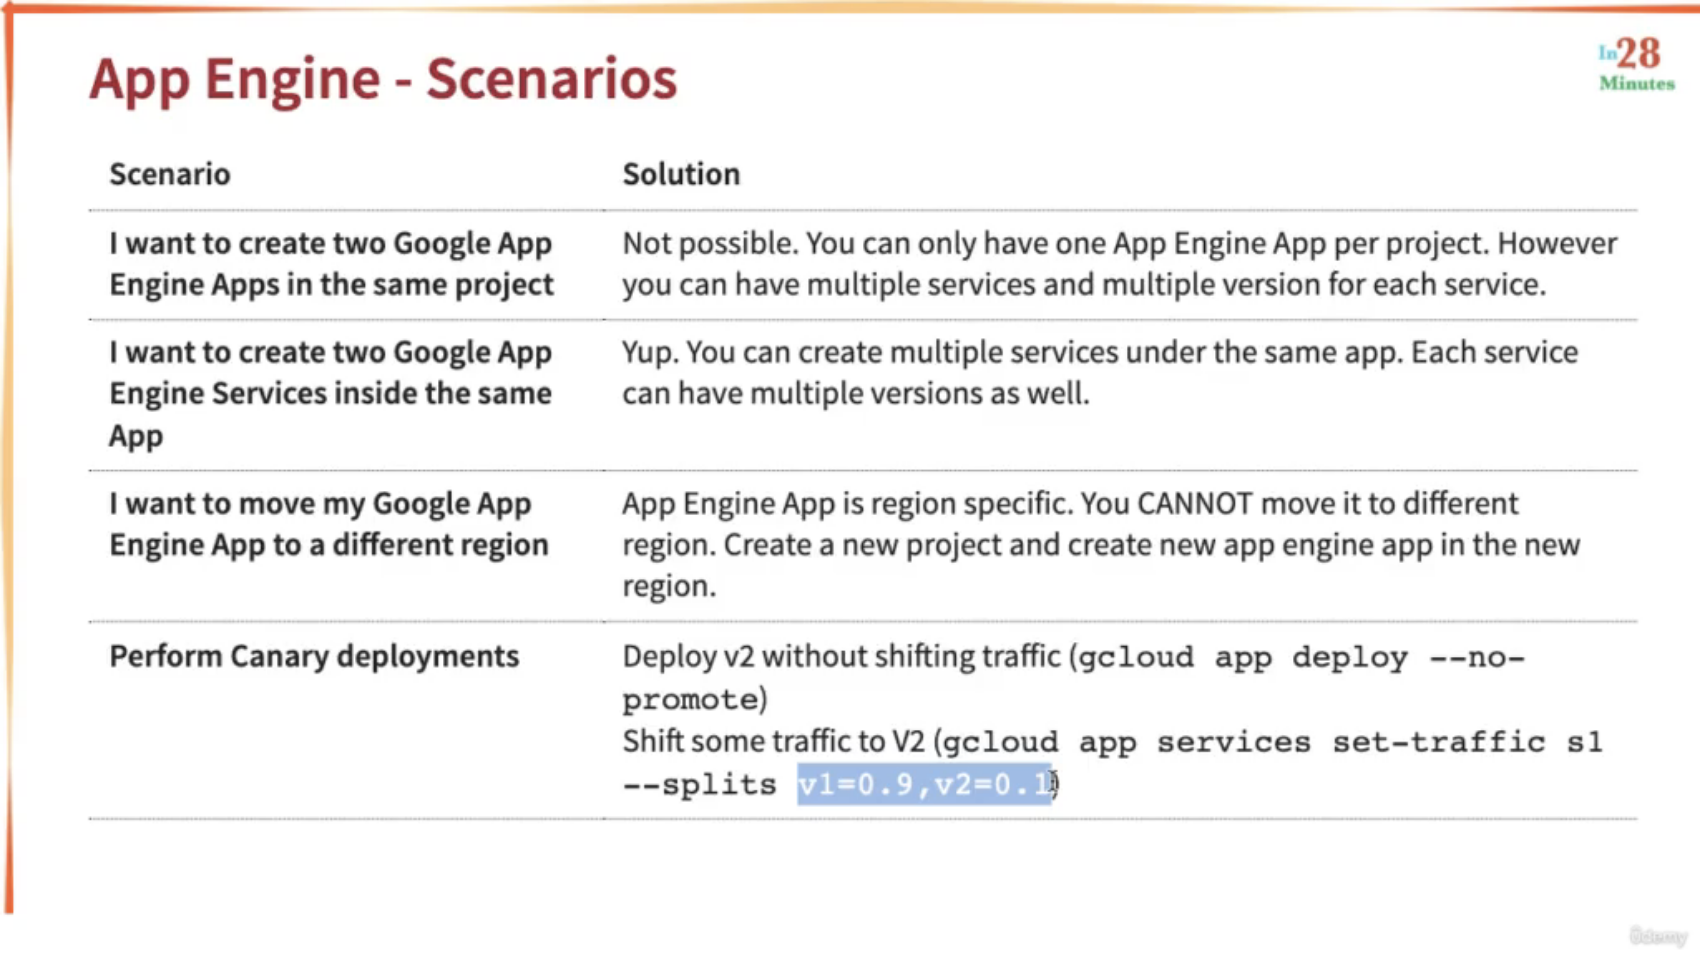 App Engine - Scenarios
In28
Minutes
Scenario
Solution
I want to create two Google App
Engine Apps in the same project
Not possible. You can only have one App Engine App per project. However
you can have multiple services and multiple version for each service.
I want to create two Google App
Engine Services inside the same
App
Yup. You can create multiple services under the same app. Each service
can have multiple versions as well.
I want to move my Google App
Engine App to a different region
App Engine App is region specific. You CANNOT move it to different
region. Create a new project and create new app engine app in the new
region.
Perform Canary deployments
Deploy v2 without shifting traffic (gcloud app deploy --no-
promote)
Shift some traffic to V2 (gcloud app services set-traffic s1
--splits v1=0.9,v2=0.1)
ûdemy